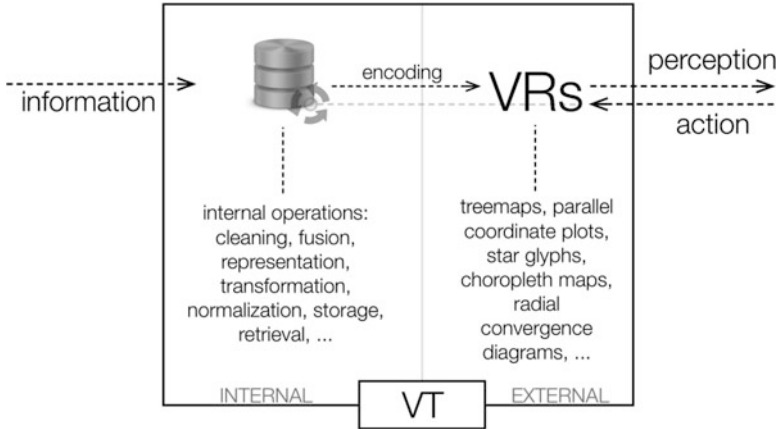 information
encoding
VRs
perception
action
internal operations:
cleaning, fusion,
representation,
transformation,
normalization, storage,
retrieval, ...
treemaps, parallel
coordinate plots,
star glyphs,
choropleth maps,
radial
convergence
diagrams, ...
INTERNAL
VT
EXTERNAL